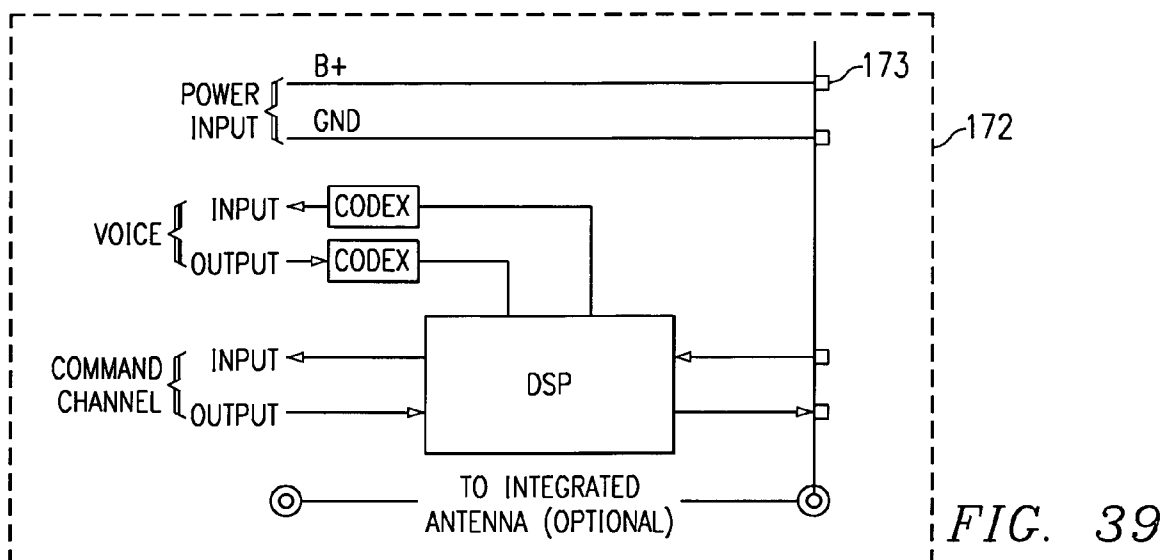 B+
173
POWER
INPUT
GND
172
INPUT
CODEX
VOICE
OUTPUT
CODEX
COMMAND
CHANNEL
INPUT
DSP
OUTPUT
TO INTEGRATED
ANTENNA (OPTIONAL)
FIG. 39